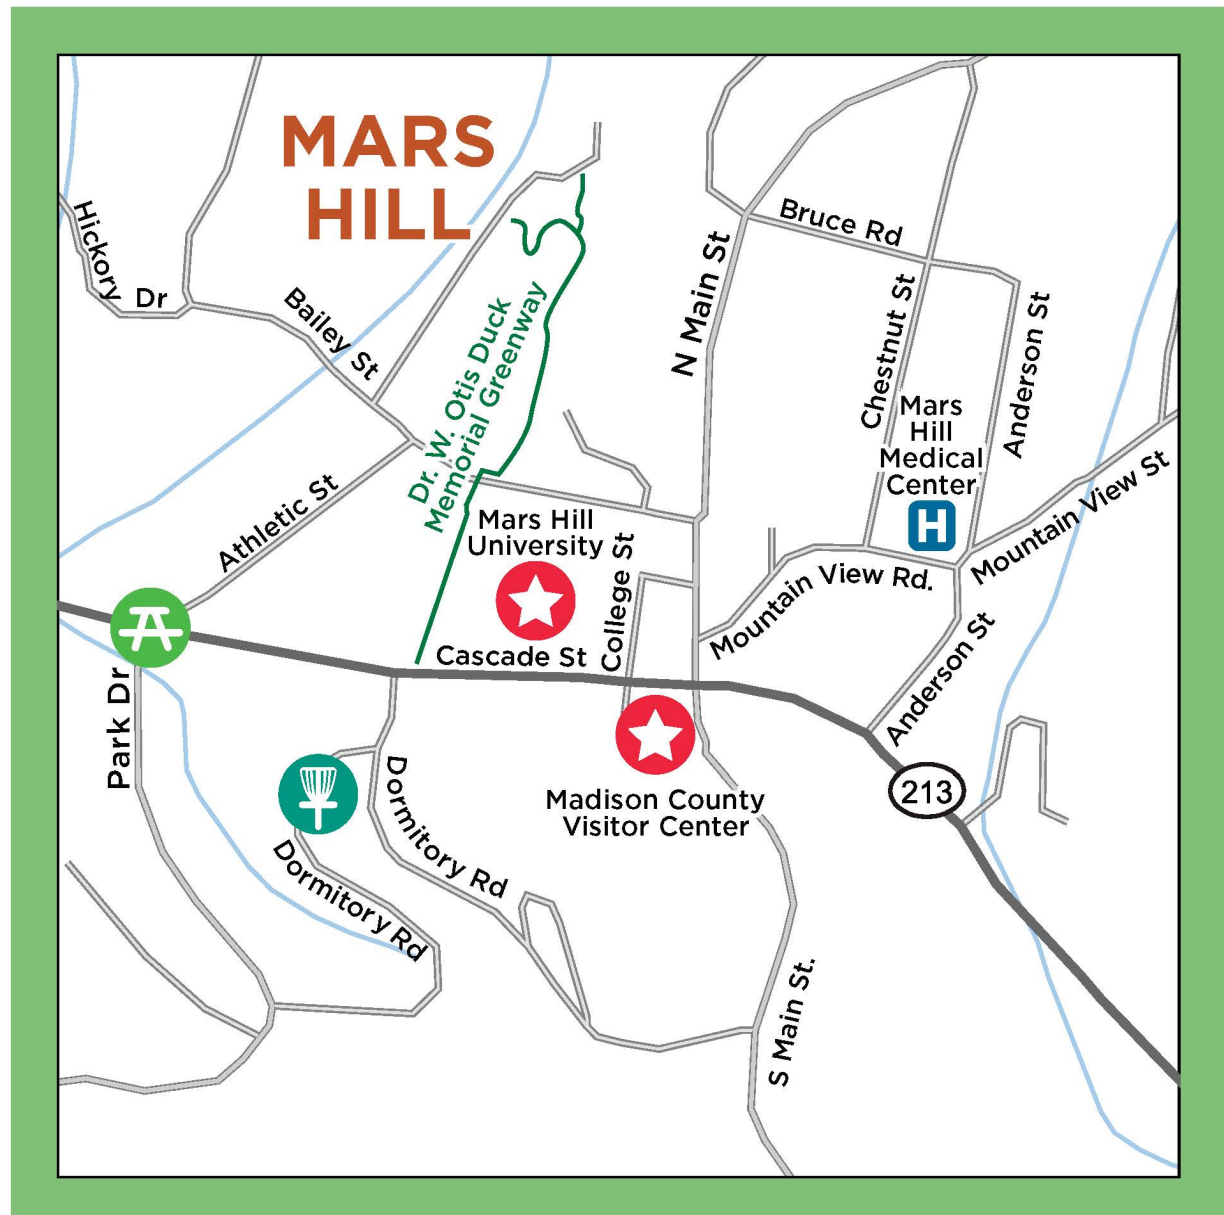 MARS
HILL
Hickory Dr
Bailey St
Dr. W. Otis Duck
Memorial Greenway
N Main St
Bruce Rd
Chestnut St
Anderson St
Mars
Hill
Medical
Center
H
Mountain View St
Athletic St
Mars Hill
University
College St
Mountain View Rd.
Cascade St
Anderson St
Park Dr
Dormitory Rd
Madison County
Visitor Center
213
Dormitory Rd
S Main St.